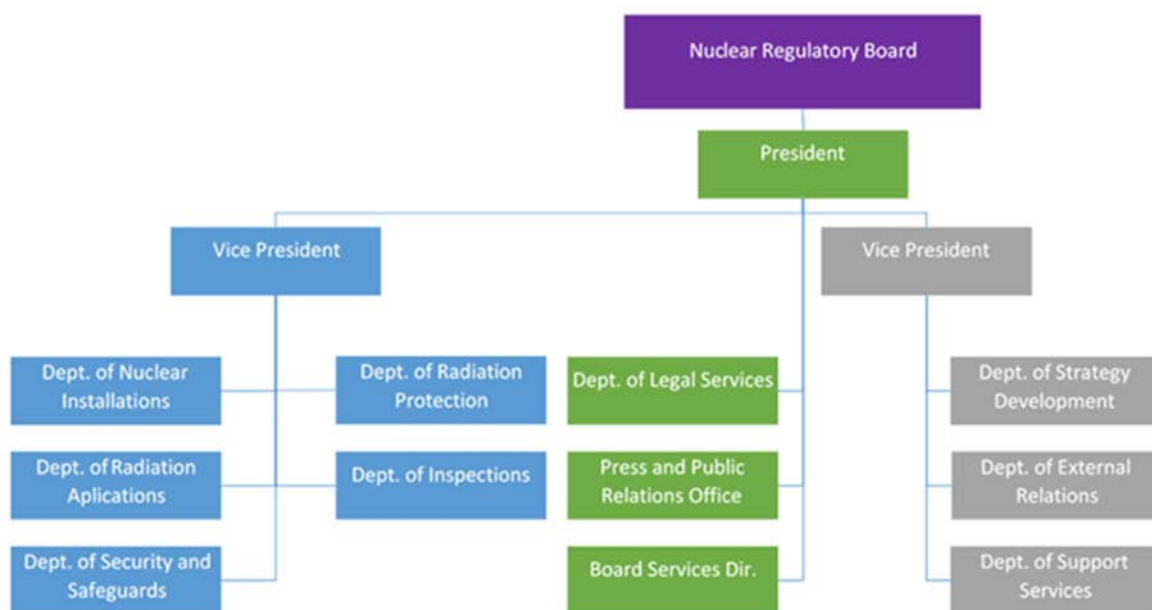 Nuclear Regulatory Board
President
Vice President
Vice President
Dept. of Nuclear
Installations
Dept. of Radiation
Protection
Dept. of Legal Services
Dept. of Strategy
Development
Dept. of Radiation
Aplications
Dept. of Inspections
Press and Public
Relations Office
Dept. of External
Relations
Dept. of Security and
Safeguards
Board Services Dir.
Dept. of Support
Services